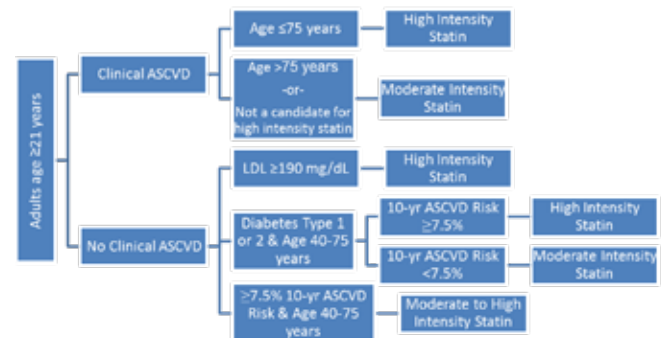 Adults age ≥21 years
Clinical ASCVD
Age ≤75 years
High Intensity
Statin
Age >75 years
-or-
Not a candidate for
high intensity statin
Moderate Intensity
Statin
No Clinical ASCVD
LDL ≥190 mg/dL
High Intensity
Statin
Diabetes Type 1
or 2 & Age 40-75
years
10-yr ASCVD Risk
≥7.5%
High Intensity
Statin
10-yr ASCVD Risk
<7.5%
Moderate Intensity
Statin
≥7.5% 10-yr ASCVD
Risk & Age 40-75
years
Moderate to High
Intensity Statin